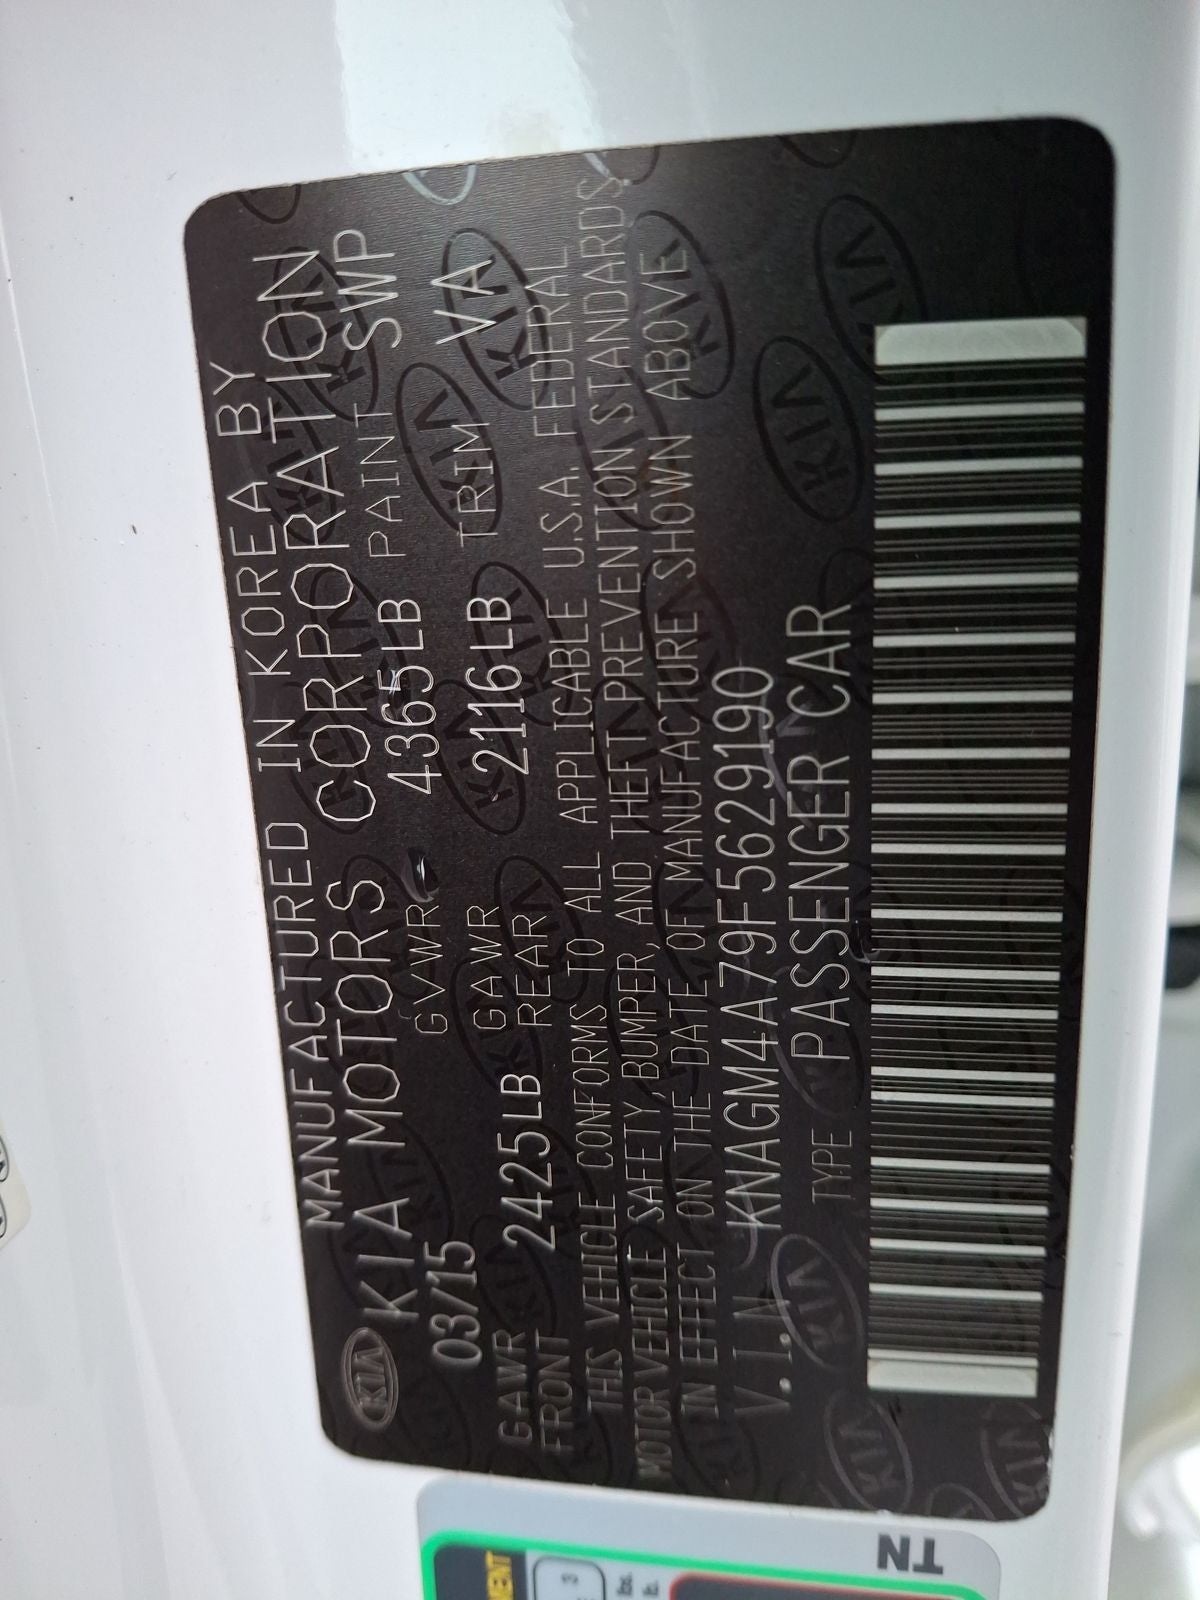 MANUFACTURED IN KOREA BY
KIA KIA MOTORS CORPORATION
03/15 GVWR 4365LB PAINT SWP
GAWR FRONT 2425LB GAWR REAR 2116LB TRIM VA
THIS VEHICLE CONFORMS TO ALL APPLICABLE U.S.A. FEDERAL
MOTOR VEHICLE SAFETY BUMPER, AND THEFT PREVENTION STANDARDS
IN EFFECT ON THE DATE OF MANUFACTURE SHOWN ABOVE
V.I.N KNAGM4A79F5629190
TYPE PASSENGER CAR
TN